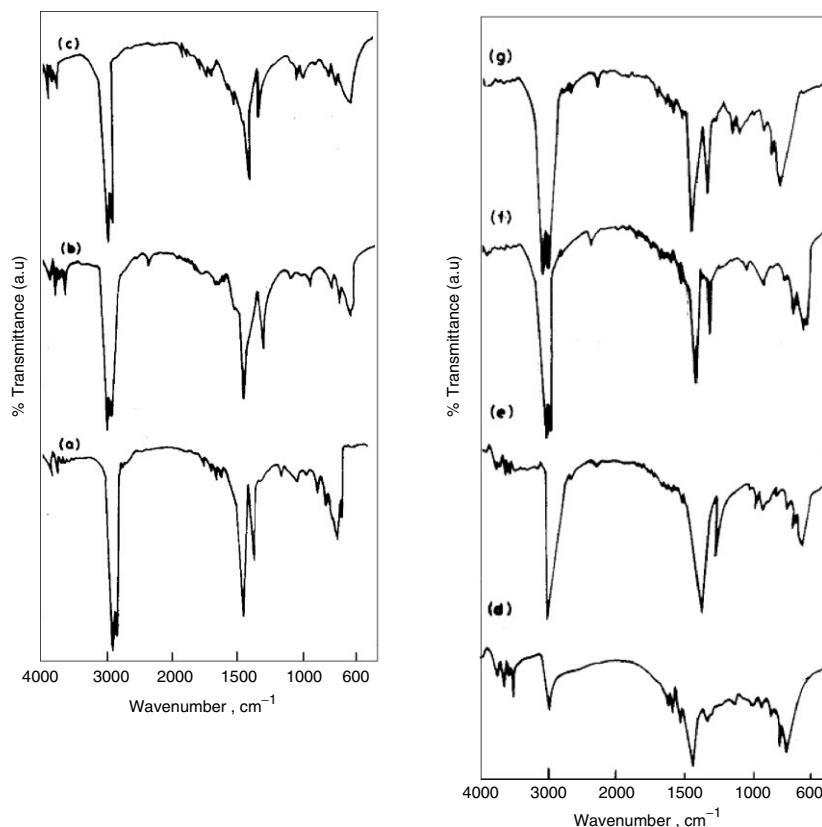 (c)
(b)
(a)
% Transmittance (a.u)
4000 3000 2000 1500 1000 600
Wavenumber , cm⁻¹
(g)
(f)
(e)
(d)
% Transmittance (a.u)
4000 3000 2000 1500 1000 600
Wavenumber , cm⁻¹